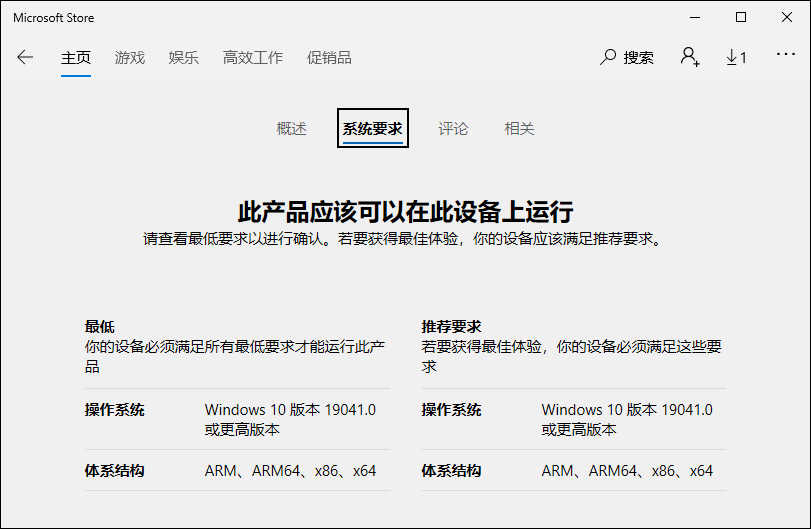 Microsoft Store
主页 游戏 娱乐 高效工作 促销品 搜索 1
概述 系统要求 评论 相关
此产品应该可以在此设备上运行
请查看最低要求以进行确认。若要获得最佳体验，你的设备应该满足推荐要求。
最低
你的设备必须满足所有最低要求才能运行此产
品
操作系统 Windows 10 版本 19041.0
或更高版本
体系结构 ARM、ARM64、x86、x64
推荐要求
若要获得最佳体验，你的设备必须满足这些要
求
操作系统 Windows 10 版本 19041.0
或更高版本
体系结构 ARM、ARM64、x86、x64